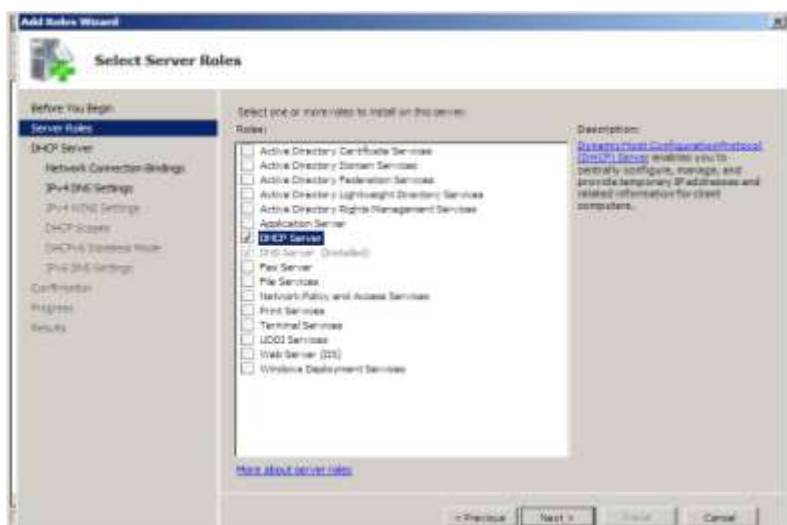 Add Roles Wizard
Select Server Roles
Before You Begin
Server Roles
DHCP Server
Network Connection Bindings
IPv4 DNS Settings
IPv4 WINS Settings
DHCP Scopes
DHCPv6 Stateless Mode
IPv6 DNS Settings
Confirmation
Progress
Results
Select one or more roles to install on this server.
Roles:
Active Directory Certificate Services
Active Directory Domain Services
Active Directory Federation Services
Active Directory Lightweight Directory Services
Active Directory Rights Management Services
Application Server
DHCP Server
DNS Server (Installed)
Fax Server
File Services
Network Policy and Access Services
Print Services
Terminal Services
UDDI Services
Web Server (IIS)
Windows Deployment Services
More about server roles
Description:
Dynamic Host Configuration Protocol
(DHCP) Server enables you to
centrally configure, manage, and
provide temporary IP addresses and
related information for client
computers.
< Previous
Next >
Install
Cancel